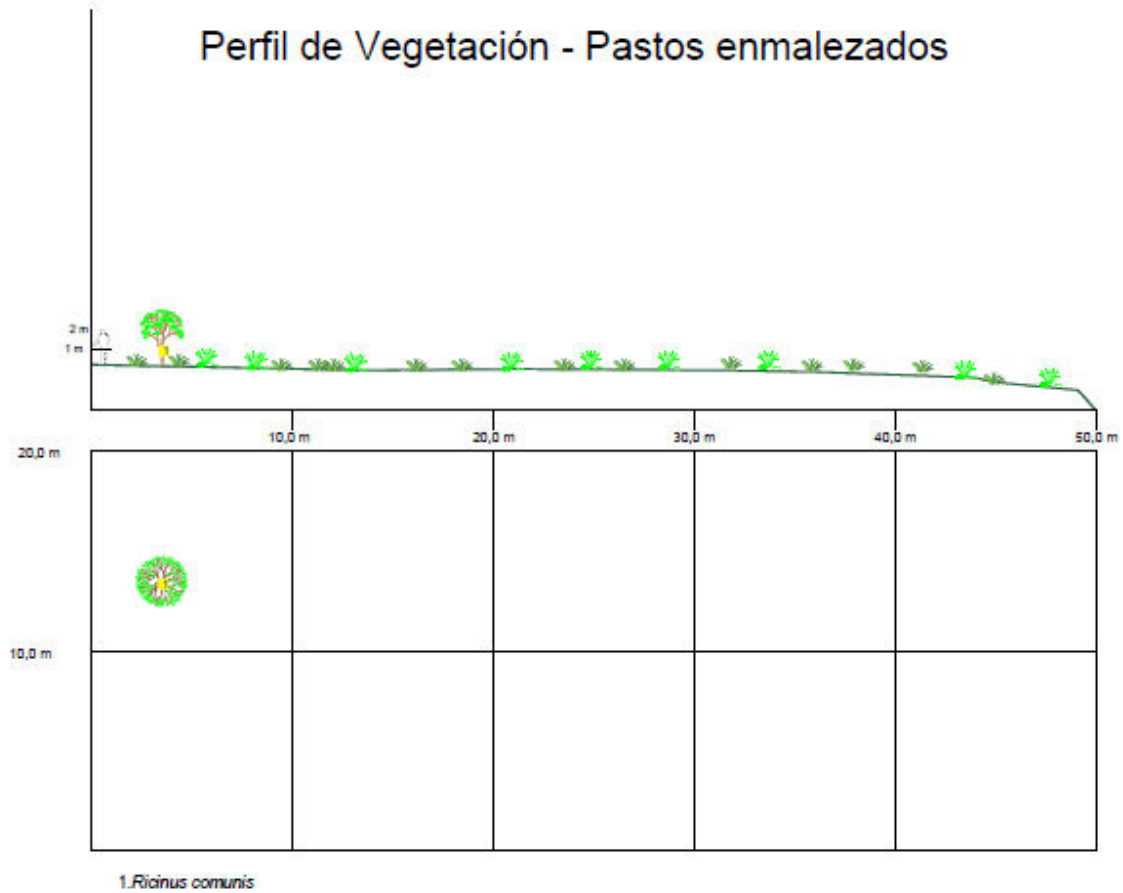 Perfil de Vegetación - Pastos enmalezados
2 m
1 m
10,0 m 20,0 m 30,0 m 40,0 m 50,0 m
20,0 m
10,0 m
1.Ricinus comunis